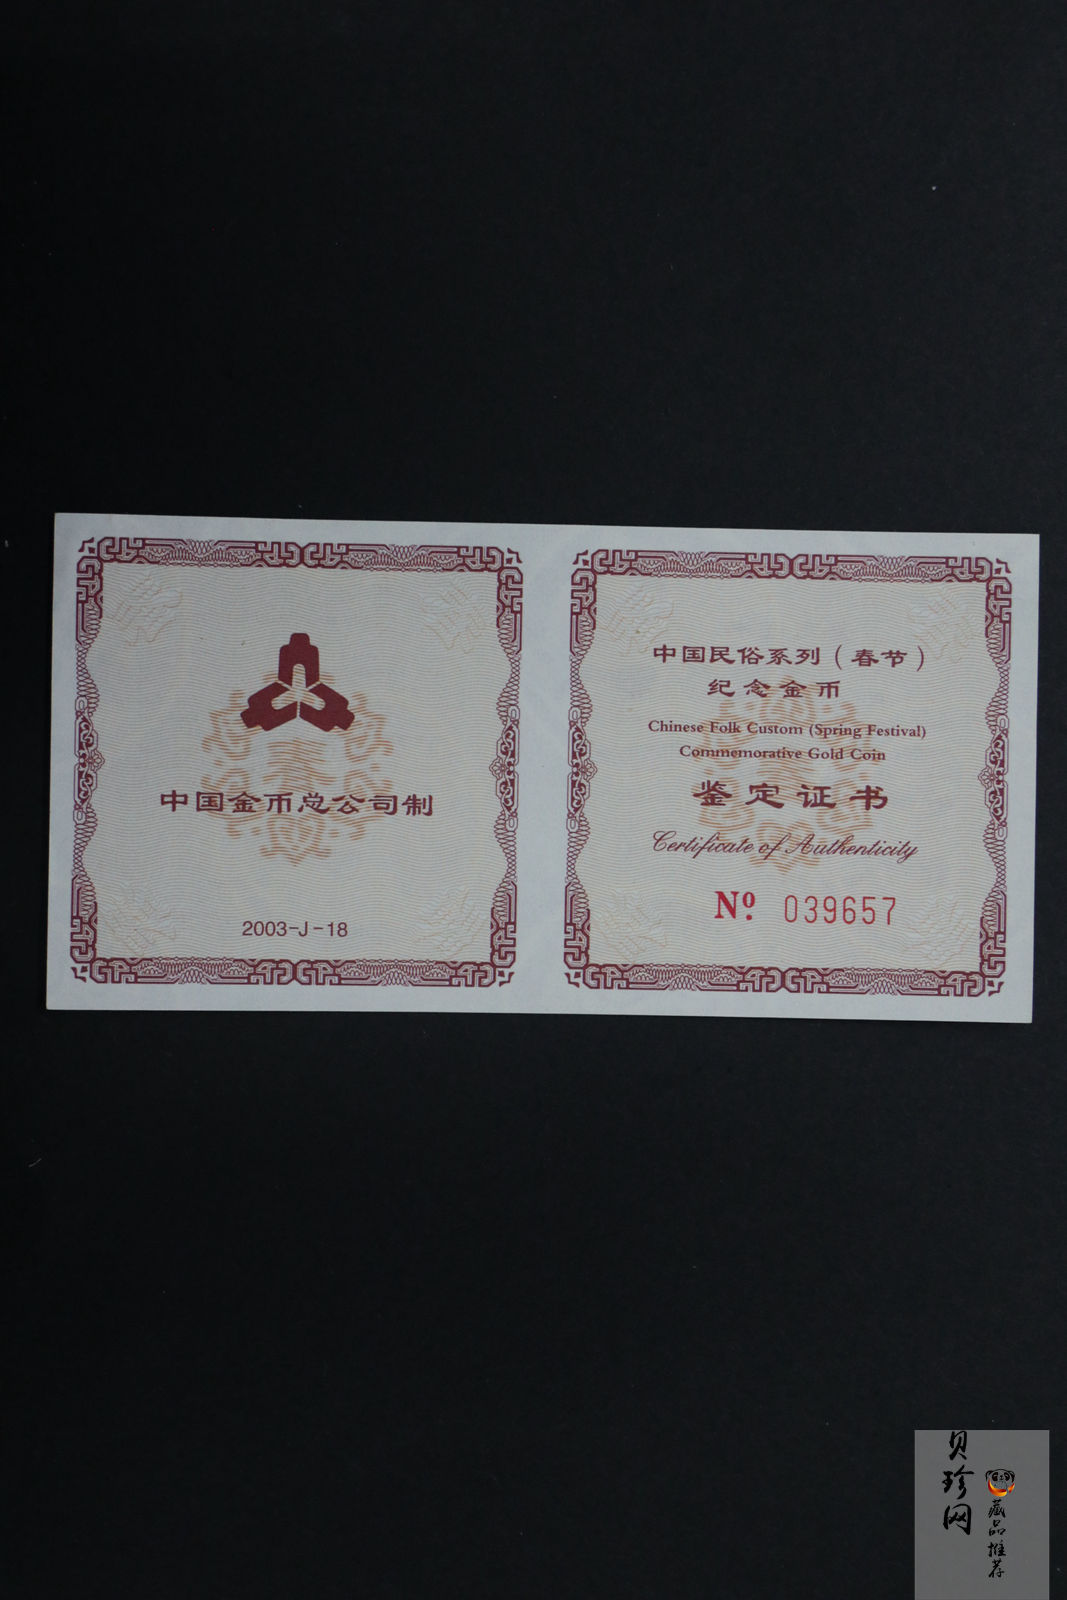 中国金币总公司制
2003-J-18
中国民俗系列（春节）
纪念金币
Chinese Folk Custom (Spring Festival)
Commemorative Gold Coin
鉴定证书
Certificate of Authenticity
Nº. 039657
贝珍网
藏品推荐